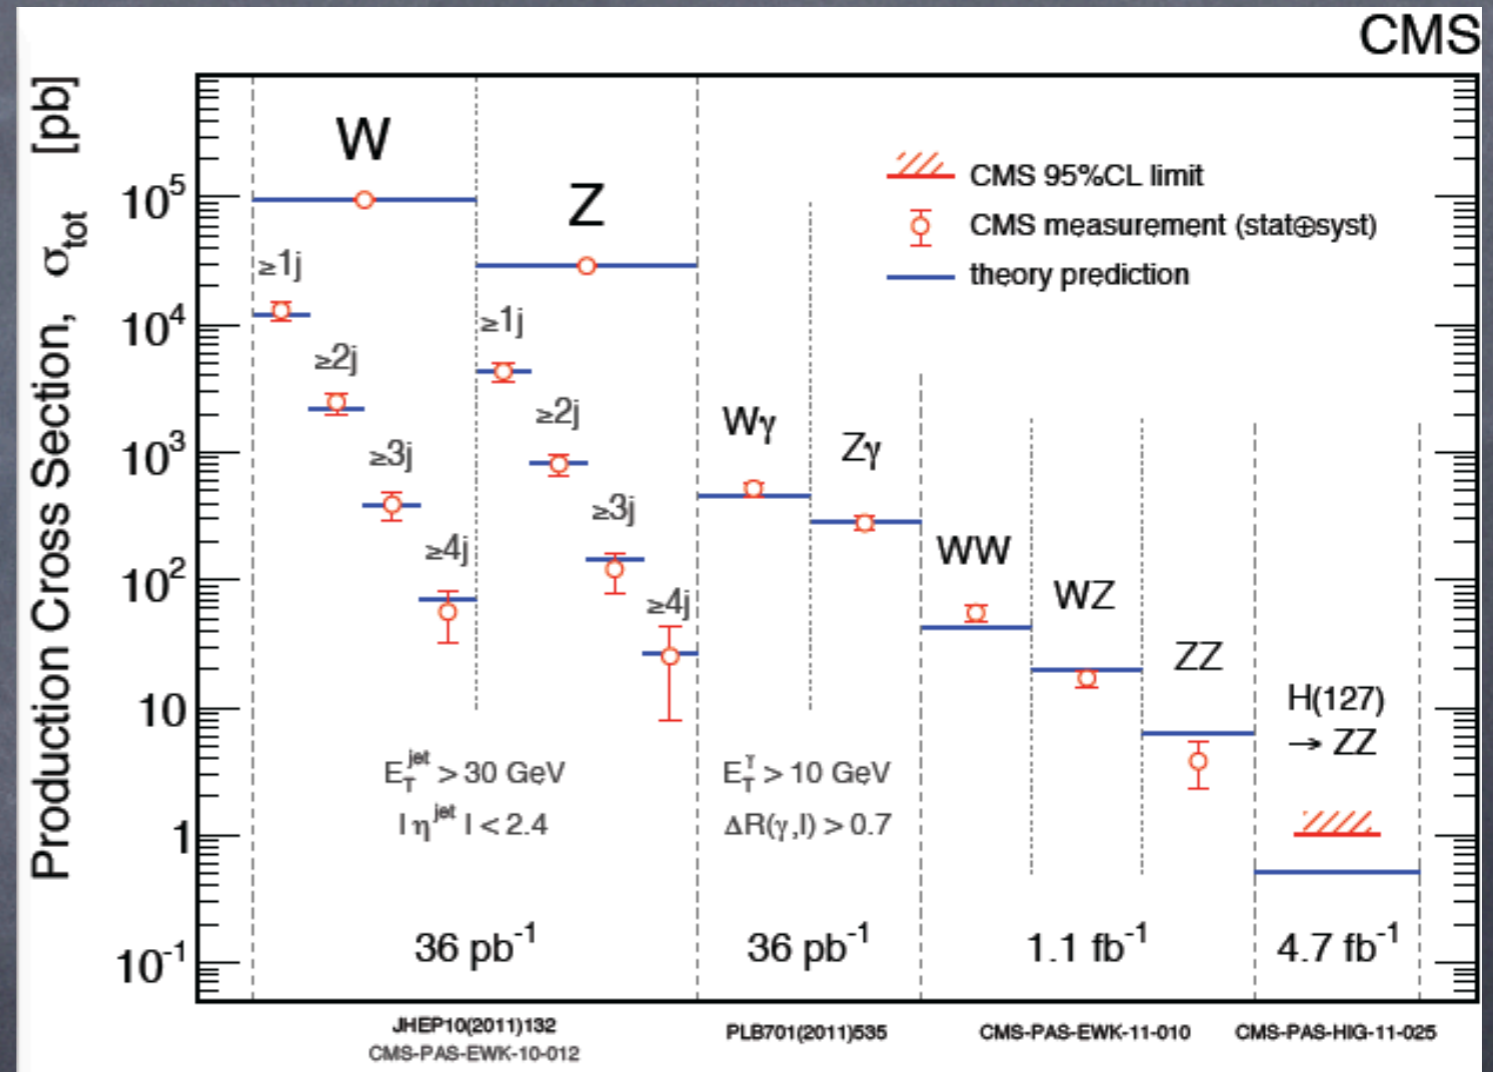 CMS
Production Cross Section, σ_tot [pb]
10^5
10^4
10^3
10^2
10
1
10^-1
W
Z
≥1j
≥2j
≥3j
≥4j
≥1j
≥2j
≥3j
≥4j
Wγ
Zγ
WW
WZ
ZZ
H(127)
→ ZZ
CMS 95%CL limit
CMS measurement (stat⊕syst)
theory prediction
E_T^jet > 30 GeV
| η^jet | < 2.4
E_T^γ > 10 GeV
ΔR(γ,l) > 0.7
36 pb^-1
36 pb^-1
1.1 fb^-1
4.7 fb^-1
JHEP10(2011)132
CMS-PAS-EWK-10-012
PLB701(2011)535
CMS-PAS-EWK-11-010
CMS-PAS-HIG-11-025